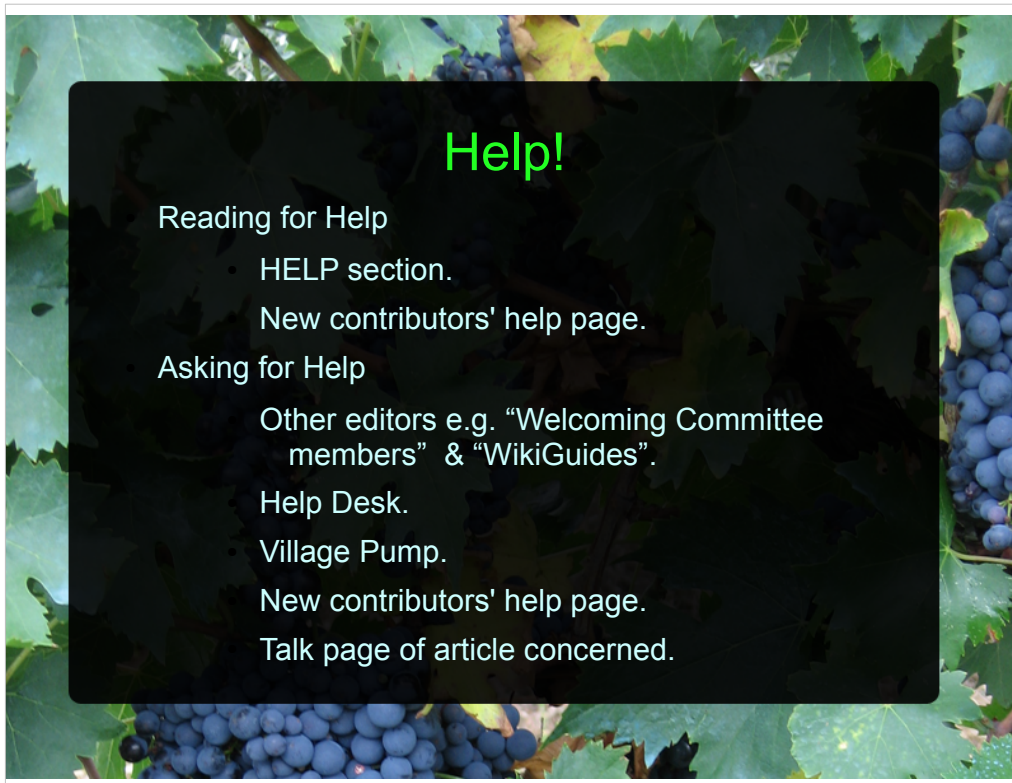 Help!
Reading for Help
HELP section.
New contributors' help page.
Asking for Help
Other editors e.g. “Welcoming Committee
members”  & “WikiGuides”.
Help Desk.
Village Pump.
New contributors' help page.
Talk page of article concerned.